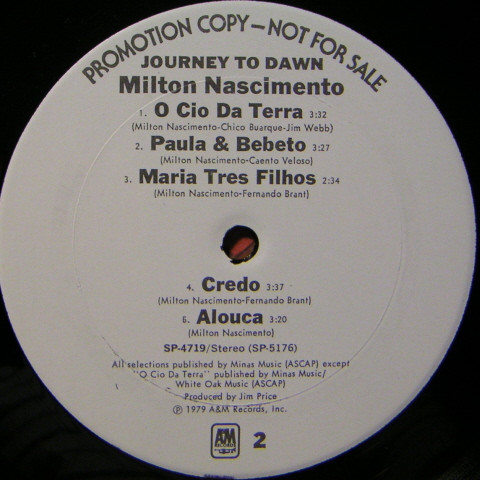 PROMOTION COPY—NOT FOR SALE
JOURNEY TO DAWN
Milton Nascimento
1. O Cio Da Terra 3:32
(Milton Nascimento-Chico Buarque-Jim Webb)
2. Paula & Bebeto 3:27
(Milton Nascimento-Caento Veloso)
3. Maria Tres Filhos 2:34
(Milton Nascimento-Fernando Brant)
4. Credo 3:37
(Milton Nascimento-Fernando Brant)
5. Alouca 3:20
(Milton Nascimento)
SP-4719/Stereo (SP-5176)
All selections published by Minas Music (ASCAP) except
"O Cio Da Terra" published by Minas Music/
White Oak Music (ASCAP)
Produced by Jim Price
℗ 1979 A&M Records, Inc.
A&M RECORDS 2